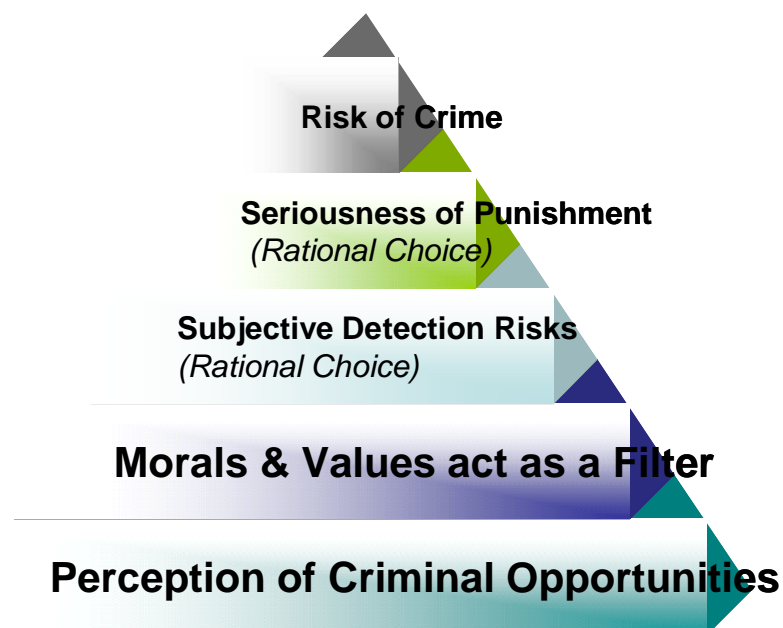 Risk of Crime
Seriousness of Punishment
(Rational Choice)
Subjective Detection Risks
(Rational Choice)
Morals & Values act as a Filter
Perception of Criminal Opportunities